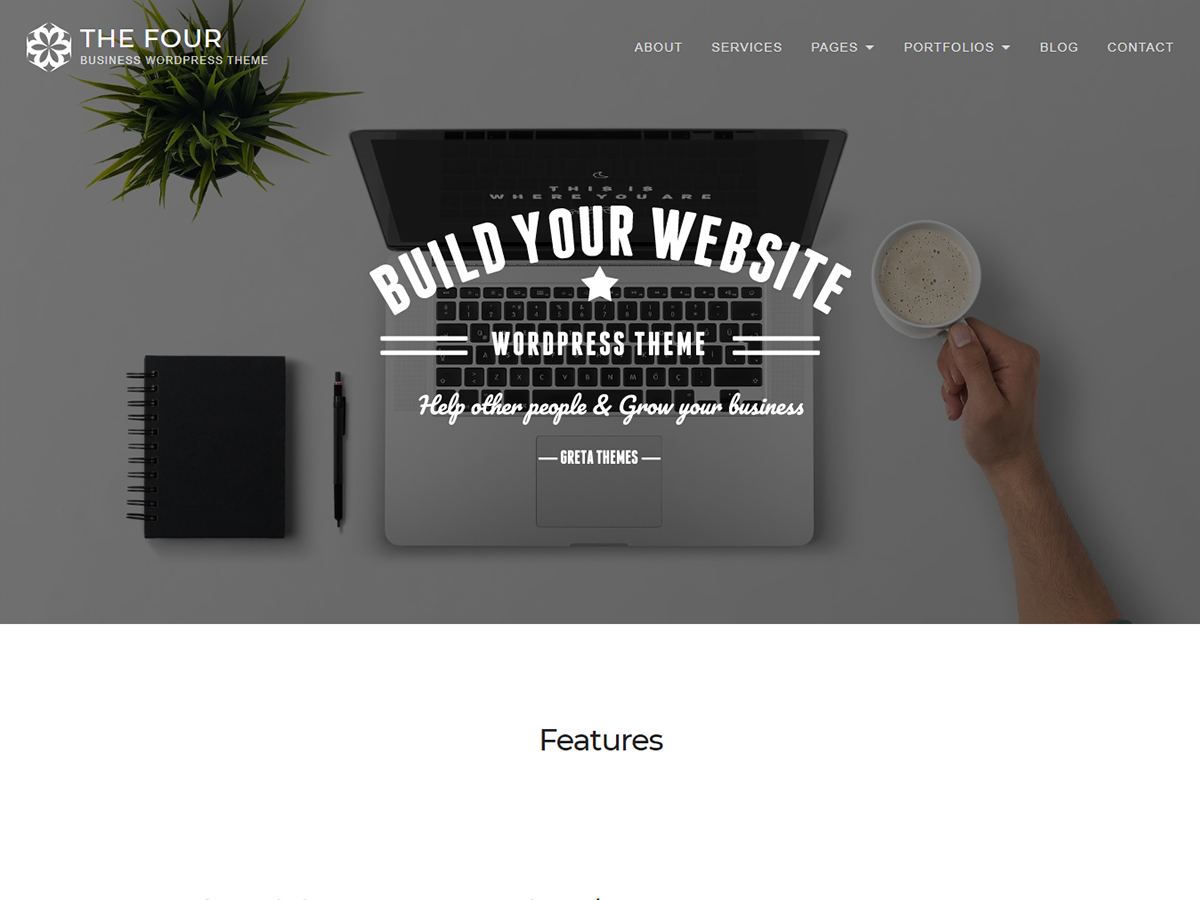 THE FOUR
BUSINESS WORDPRESS THEME
ABOUT SERVICES PAGES PORTFOLIOS BLOG CONTACT
THIS IS
WHERE YOU ARE
BUILD YOUR WEBSITE
WORDPRESS THEME
Help other people & Grow your business
GRETA THEMES
Features